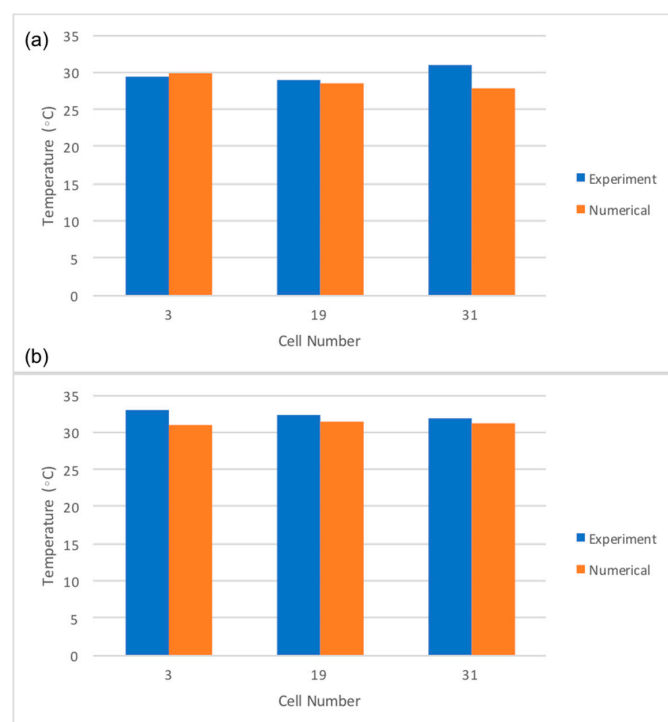 (a)
35
30
25
20
15
10
5
0
Temperature (°C)
3 19 31
Cell Number
Experiment
Numerical
(b)
35
30
25
20
15
10
5
0
Temperature (°C)
3 19 31
Cell Number
Experiment
Numerical